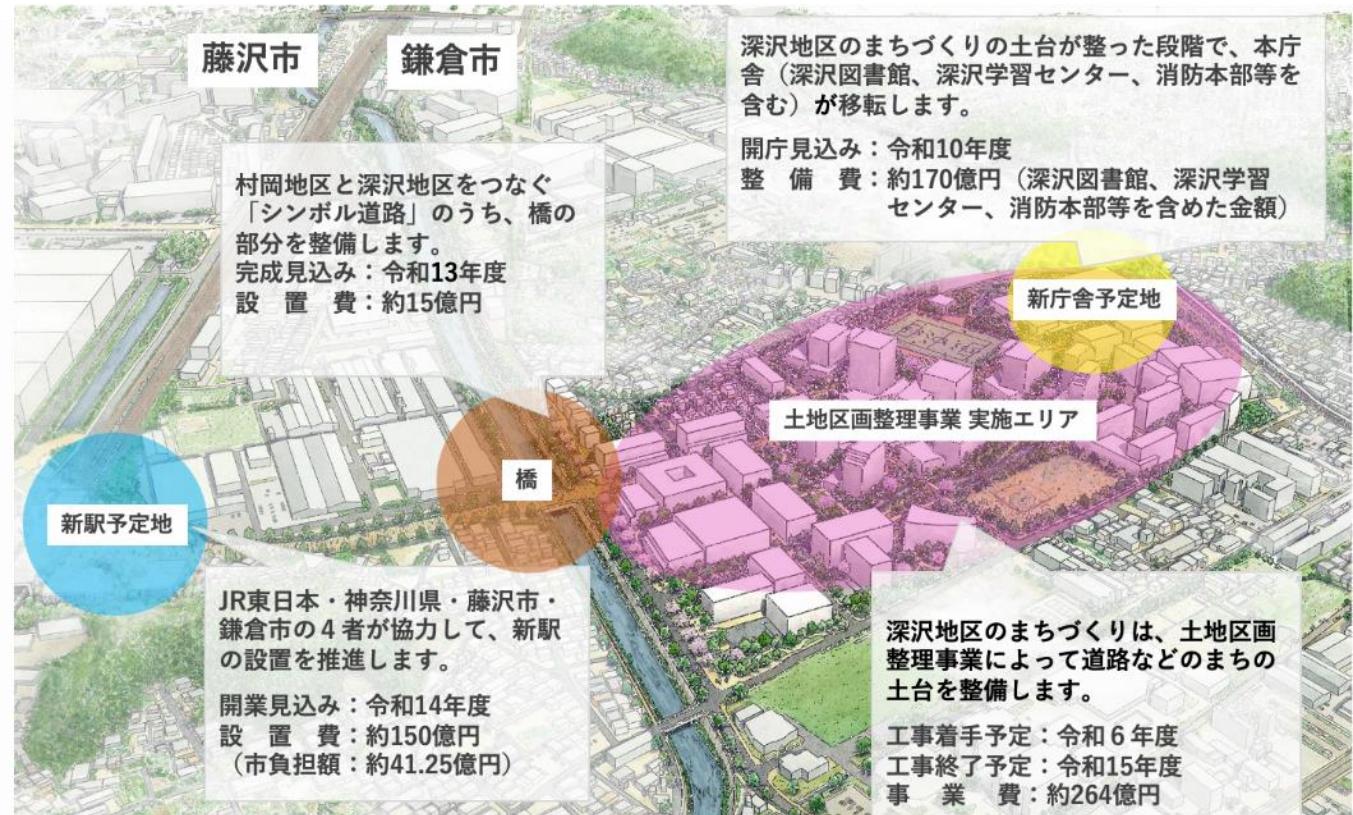 藤沢市
鎌倉市
深沢地区のまちづくりの土台が整った段階で、本庁
舎（深沢図書館、深沢学習センター、消防本部等を
含む）が移転します。
開庁見込み：令和10年度
整　備　費：約170億円（深沢図書館、深沢学習
センター、消防本部等を含めた金額）
村岡地区と深沢地区をつなぐ
「シンボル道路」のうち、橋の
部分を整備します。
完成見込み：令和13年度
設　置　費：約15億円
新庁舎予定地
土地区画整理事業 実施エリア
橋
新駅予定地
JR東日本・神奈川県・藤沢市・
鎌倉市の４者が協力して、新駅
の設置を推進します。
開業見込み：令和14年度
設　置　費：約150億円
（市負担額：約41.25億円）
深沢地区のまちづくりは、土地区画
整理事業によって道路などのまちの
土台を整備します。
工事着手予定：令和６年度
工事終了予定：令和15年度
事　業　費：約264億円